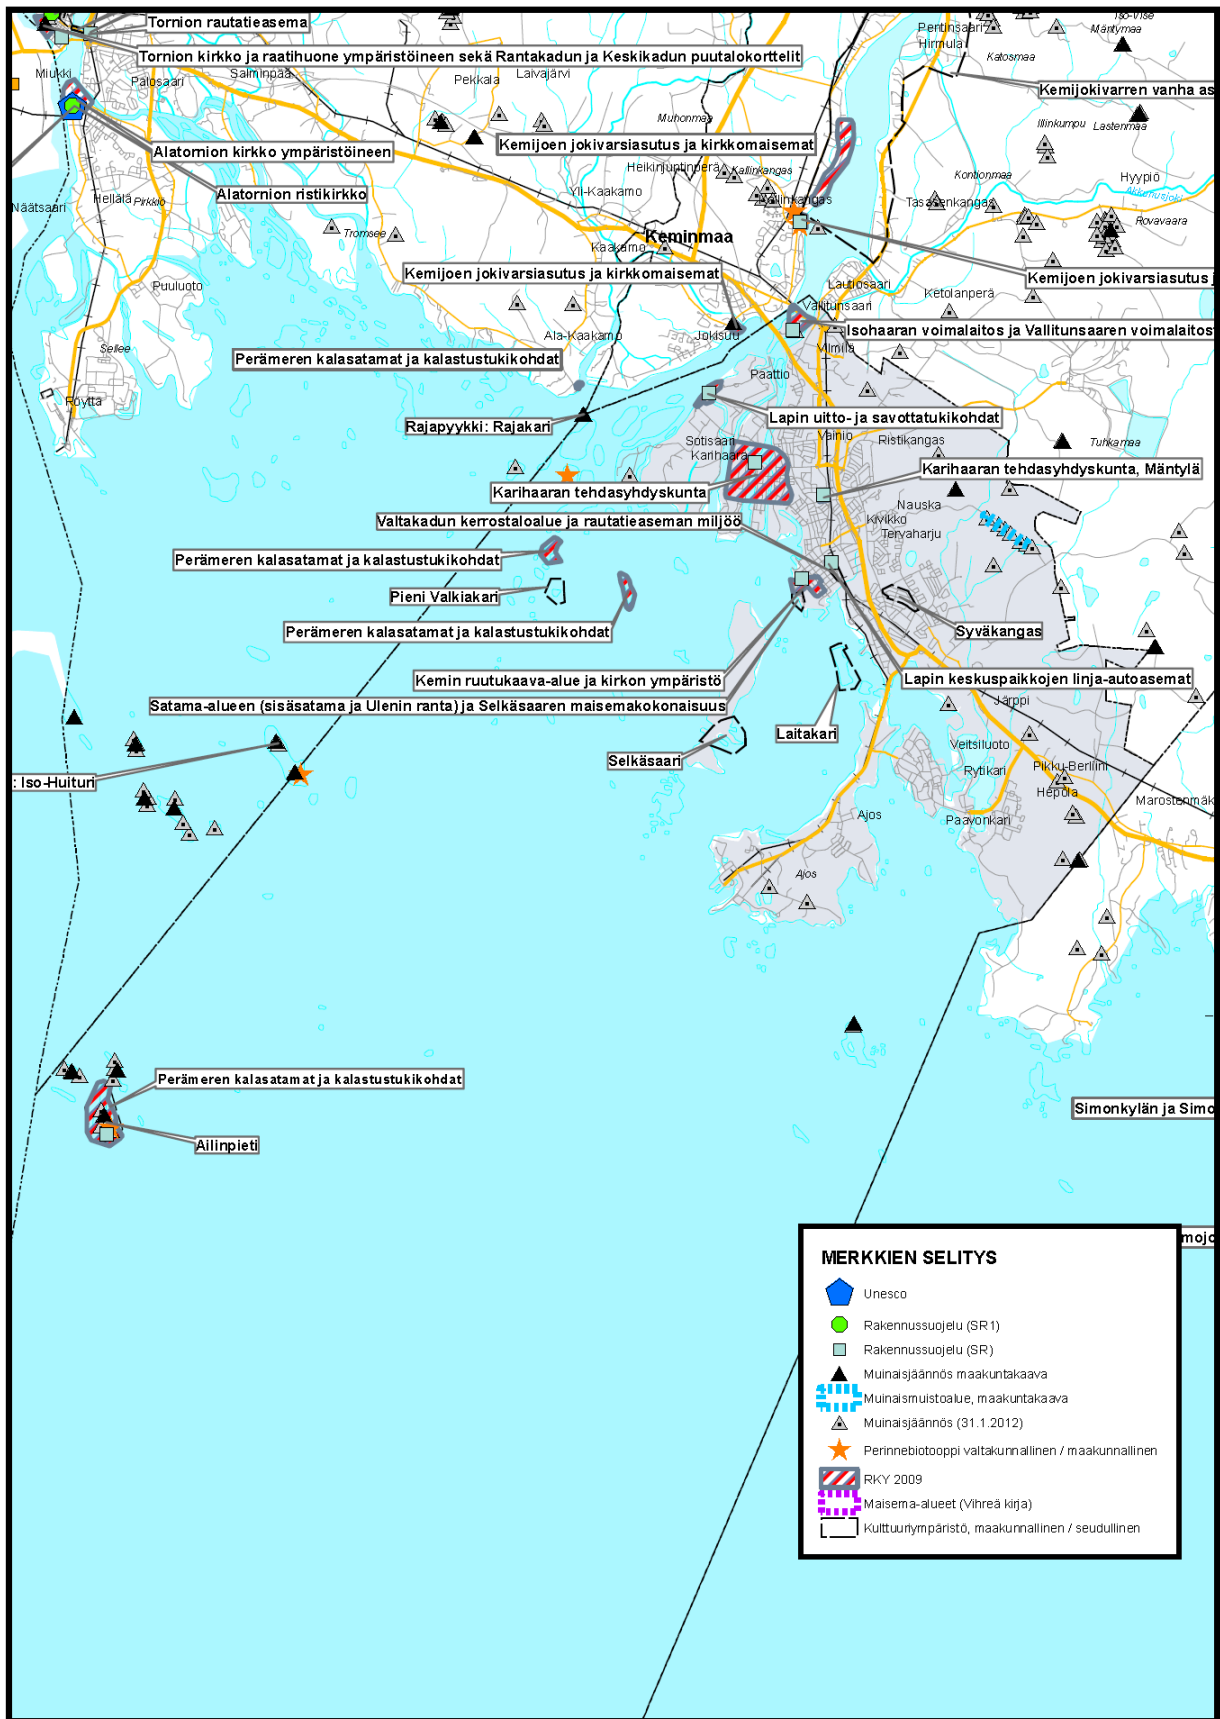 Tornion rautatieasema
Tornion kirkko ja raatihuone ympäristöineen sekä Rantakadun ja Keskikadun puutalokorttelit
Pertinsaari
Hirmula
Iso-Vise
Mäntymaa
Katosmaa
Miukki
Palosaari
Salminpää
Pekkala
Laivajärvi
Kemijokivarren vanha as
Muhonmaa
Illinkumpu
Lastenmaa
Alatornion kirkko ympäristöineen
Kemijoen jokivarsiasutus ja kirkkomaisemat
Heikinjuntinperä
Kallinkangas
Kontionmaa
Hyypiö
Alatornion ristikirkko
Hellälä
Pirkkiö
Yli-Kaakamo
Kallinkangas
Tasasenkangas
Akkunusjoki
Näätsaari
Tromsee
Rovavaara
Keminmaa
Kaakamo
Kemijoen jokivarsiasutus ja kirkkomaisemat
Kemijoen jokivarsiasutus j
Puuluoto
Lautiosaari
Ketolanperä
Vallitunsaari
Ala-Kaakamo
Jokisuu
Isohaaran voimalaitos ja Vallitunsaaren voimalaitos
Sellee
Vilmilä
Perämeren kalasatamat ja kalastustukikohdat
Paattio
Röyttä
Rajapyykki: Rajakari
Lapin uitto- ja savottatukikohdat
Sotisaari
Vainio
Ristikangas
Tuhkamaa
Karihaara
Karihaaran tehdasyhdyskunta, Mäntylä
Karihaaran tehdasyhdyskunta
Nauska
Valtakadun kerrostaloalue ja rautatieaseman miljöö
Kivikko
Tervaharju
Perämeren kalasatamat ja kalastustukikohdat
Pieni Valkiakari
Perämeren kalasatamat ja kalastustukikohdat
Syväkangas
Kemin ruutukaava-alue ja kirkon ympäristö
Lapin keskuspaikkojen linja-autoasemat
Satama-alueen (sisäsatama ja Ulenin ranta) ja Selkäsaaren maisemakokonaisuus
Järppi
Laitakari
Selkäsaari
Veitsiluoto
Rytikari
Pikku-Berliini
: Iso-Huituri
Hepola
Marostenmäk
Ajos
Paavonkari
Ajos
Perämeren kalasatamat ja kalastustukikohdat
Simonkylän ja Simo
Ailinpieti
mojo
MERKKIEN SELITYS
Unesco
Rakennussuojelu (SR1)
Rakennussuojelu (SR)
Muinaisjäännös maakuntakaava
Muinaismuistoalue, maakuntakaava
Muinaisjäännös (31.1.2012)
Perinnebiotooppi valtakunnallinen / maakunnallinen
RKY 2009
Maisema-alueet (Vihreä kirja)
Kulttuuriympäristö, maakunnallinen / seudullinen